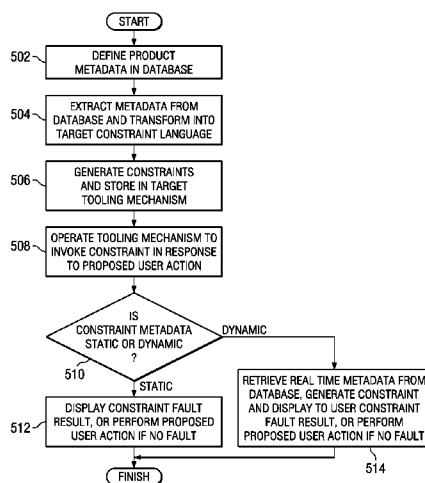 START
502
DEFINE PRODUCT
METADATA IN DATABASE
504
EXTRACT METADATA FROM
DATABASE AND TRANSFORM INTO
TARGET CONSTRAINT LANGUAGE
506
GENERATE CONSTRAINTS
AND STORE IN TARGET
TOOLING MECHANISM
508
OPERATE TOOLING MECHANISM TO
INVOKE CONSTRAINT IN RESPONSE
TO PROPOSED USER ACTION
IS
CONSTRAINT METADATA
STATIC OR DYNAMIC
?
510
DYNAMIC
STATIC
512
DISPLAY CONSTRAINT FAULT
RESULT, OR PERFORM PROPOSED
USER ACTION IF NO FAULT
RETRIEVE REAL TIME METADATA FROM
DATABASE, GENERATE CONSTRAINT
AND DISPLAY TO USER CONSTRAINT
FAULT RESULT, OR PERFORM
PROPOSED USER ACTION IF NO FAULT
514
FINISH